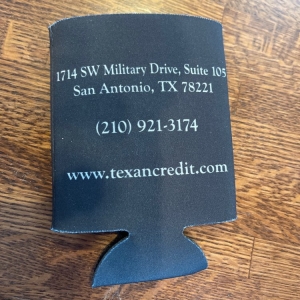 1714 SW Military Drive, Suite 105
San Antonio, TX 78221
(210) 921-3174
www.texancredit.com